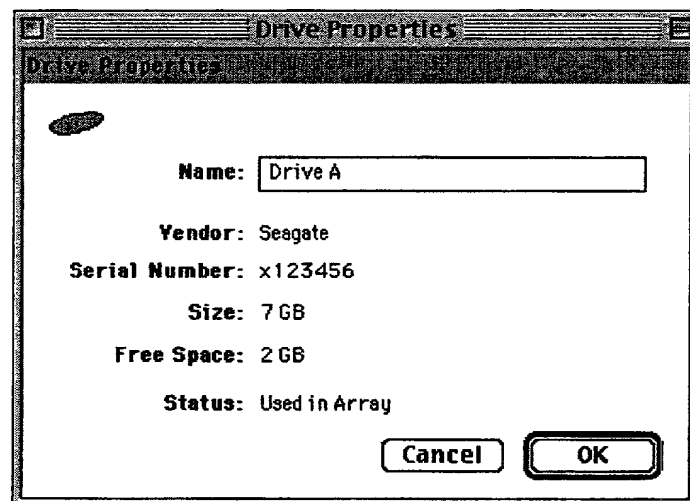 Drive Properties
Drive Properties
Name: Drive A
Vendor: Seagate
Serial Number: x123456
Size: 7 GB
Free Space: 2 GB
Status: Used in Array
Cancel OK